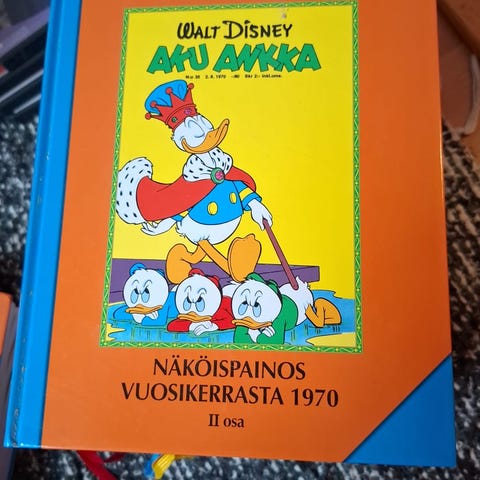 WALT DISNEY
AKU ANKKA
NÄKÖISPAINOS
VUOSIKERRASTA 1970
II osa